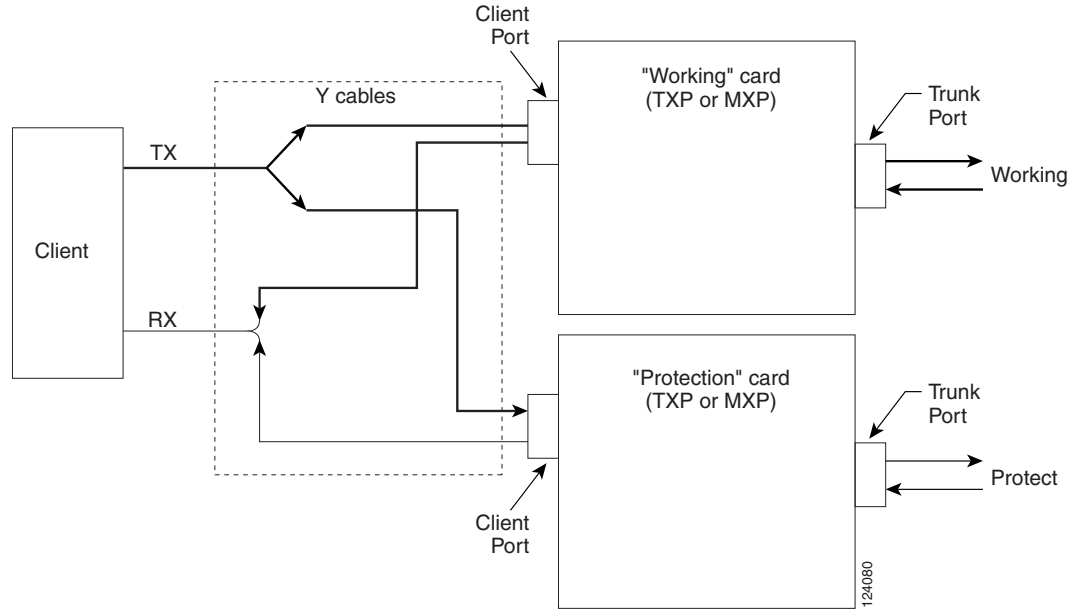 Client
Port
"Working" card
(TXP or MXP)
Y cables
Trunk
Port
TX
Working
Client
RX
"Protection" card
(TXP or MXP)
Trunk
Port
Protect
Client
Port
124080